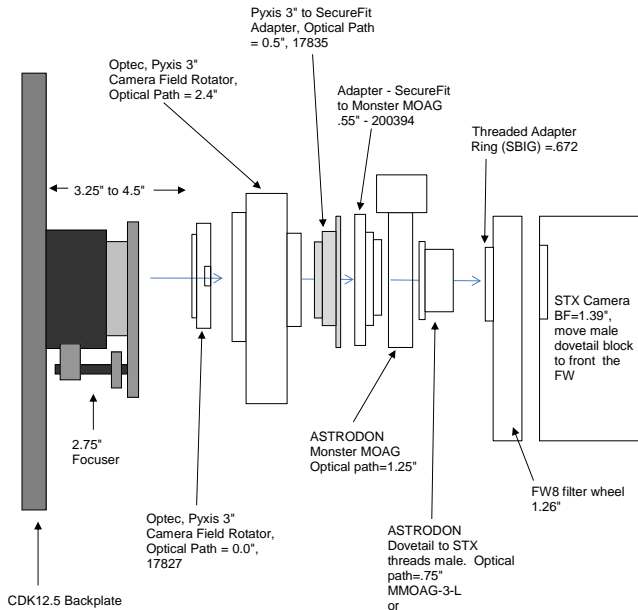 Pyxis 3" to SecureFit
Adapter, Optical Path
= 0.5", 17835
Optec, Pyxis 3"
Camera Field Rotator,
Optical Path = 2.4"
Adapter - SecureFit
to Monster MOAG
.55" - 200394
Threaded Adapter
Ring (SBIG) =.672
3.25" to 4.5"
STX Camera
BF=1.39",
move male
dovetail block
to front the
FW
2.75"
Focuser
ASTRODON
Monster MOAG
Optical path=1.25"
FW8 filter wheel
1.26"
Optec, Pyxis 3"
Camera Field Rotator,
Optical Path = 0.0",
17827
ASTRODON
Dovetail to STX
threads male. Optical
path=.75"
MMOAG-3-L
or
CDK12.5 Backplate